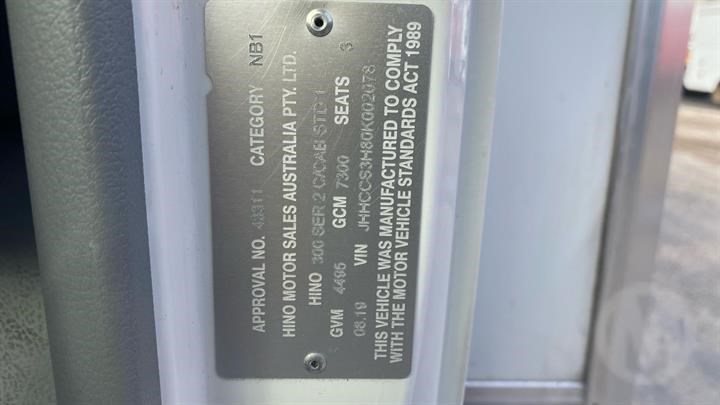 APPROVAL NO. 43311 CATEGORY NB1
HINO MOTOR SALES AUSTRALIA PTY. LTD.
HINO 300 SER 2 C/CAB STD 1
GVM 4495 GCM 7300 SEATS 3
08.19 VIN JHHCCS3H80K002078
THIS VEHICLE WAS MANUFACTURED TO COMPLY
WITH THE MOTOR VEHICLE STANDARDS ACT 1989